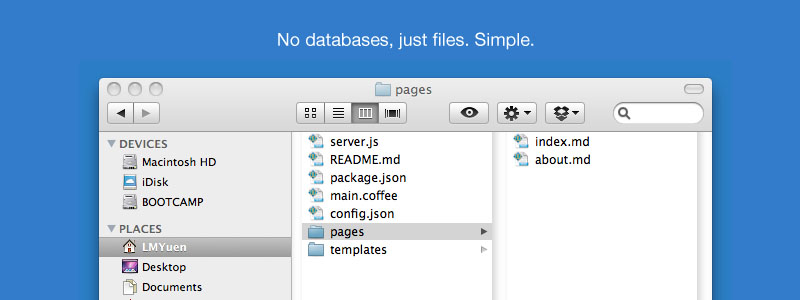 No databases, just files. Simple.
pages
DEVICES
Macintosh HD
iDisk
BOOTCAMP
PLACES
LMYuen
Desktop
Documents
server.js
README.md
package.json
main.coffee
config.json
pages
templates
index.md
about.md